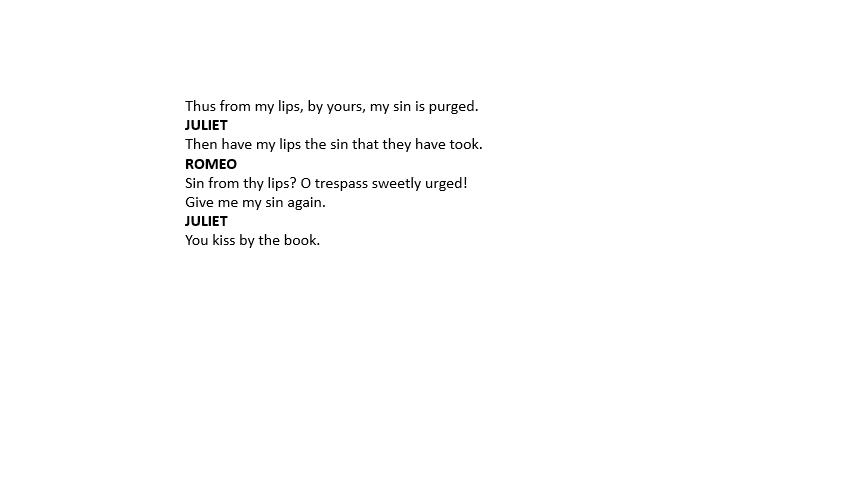 Thus from my lips, by yours, my sin is purged.
JULIET
Then have my lips the sin that they have took.
ROMEO
Sin from thy lips? O trespass sweetly urged!
Give me my sin again.
JULIET
You kiss by the book.